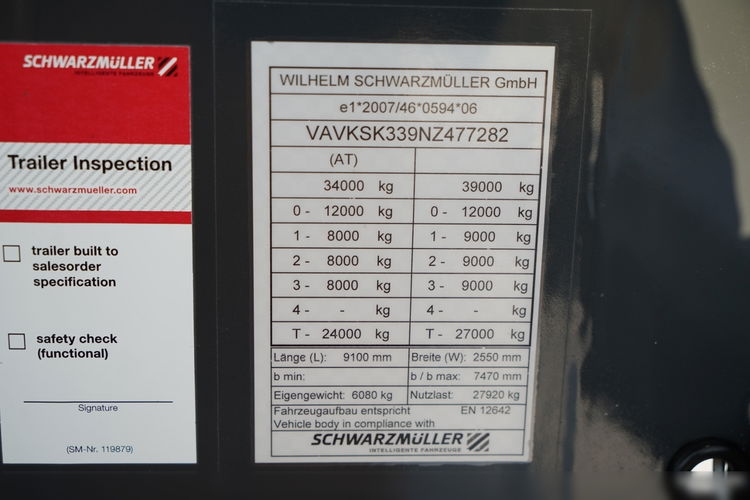 SCHWARZMÜLLER
INTELLIGENTE FAHRZEUGE
Trailer Inspection
www.schwarzmueller.com
trailer built to
salesorder
specification
safety check
(functional)
Signature
(SM-Nr. 119879)
WILHELM SCHWARZMÜLLER GmbH
e1*2007/46*0594*06
VAVKSK339NZ477282
(AT)
34000 kg 39000 kg
0 - 12000 kg 0 - 12000 kg
1 - 8000 kg 1 - 9000 kg
2 - 8000 kg 2 - 9000 kg
3 - 8000 kg 3 - 9000 kg
4 - - kg 4 - - kg
T - 24000 kg T - 27000 kg
Länge (L): 9100 mm Breite (W): 2550 mm
b min: b / b max: 7470 mm
Eigengewicht: 6080 kg Nutzlast: 27920 kg
Fahrzeugaufbau entspricht EN 12642
Vehicle body in compliance with
SCHWARZMÜLLER
INTELLIGENTE FAHRZEUGE